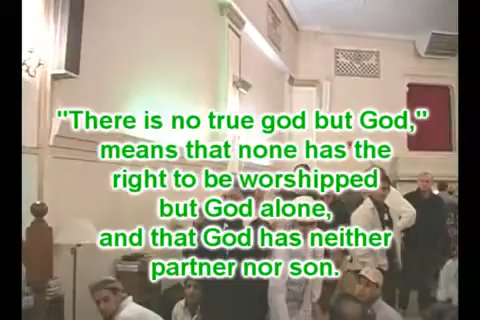 "There is no true god but God,"
means that none has the
right to be worshipped
but God alone,
and that God has neither
partner nor son.